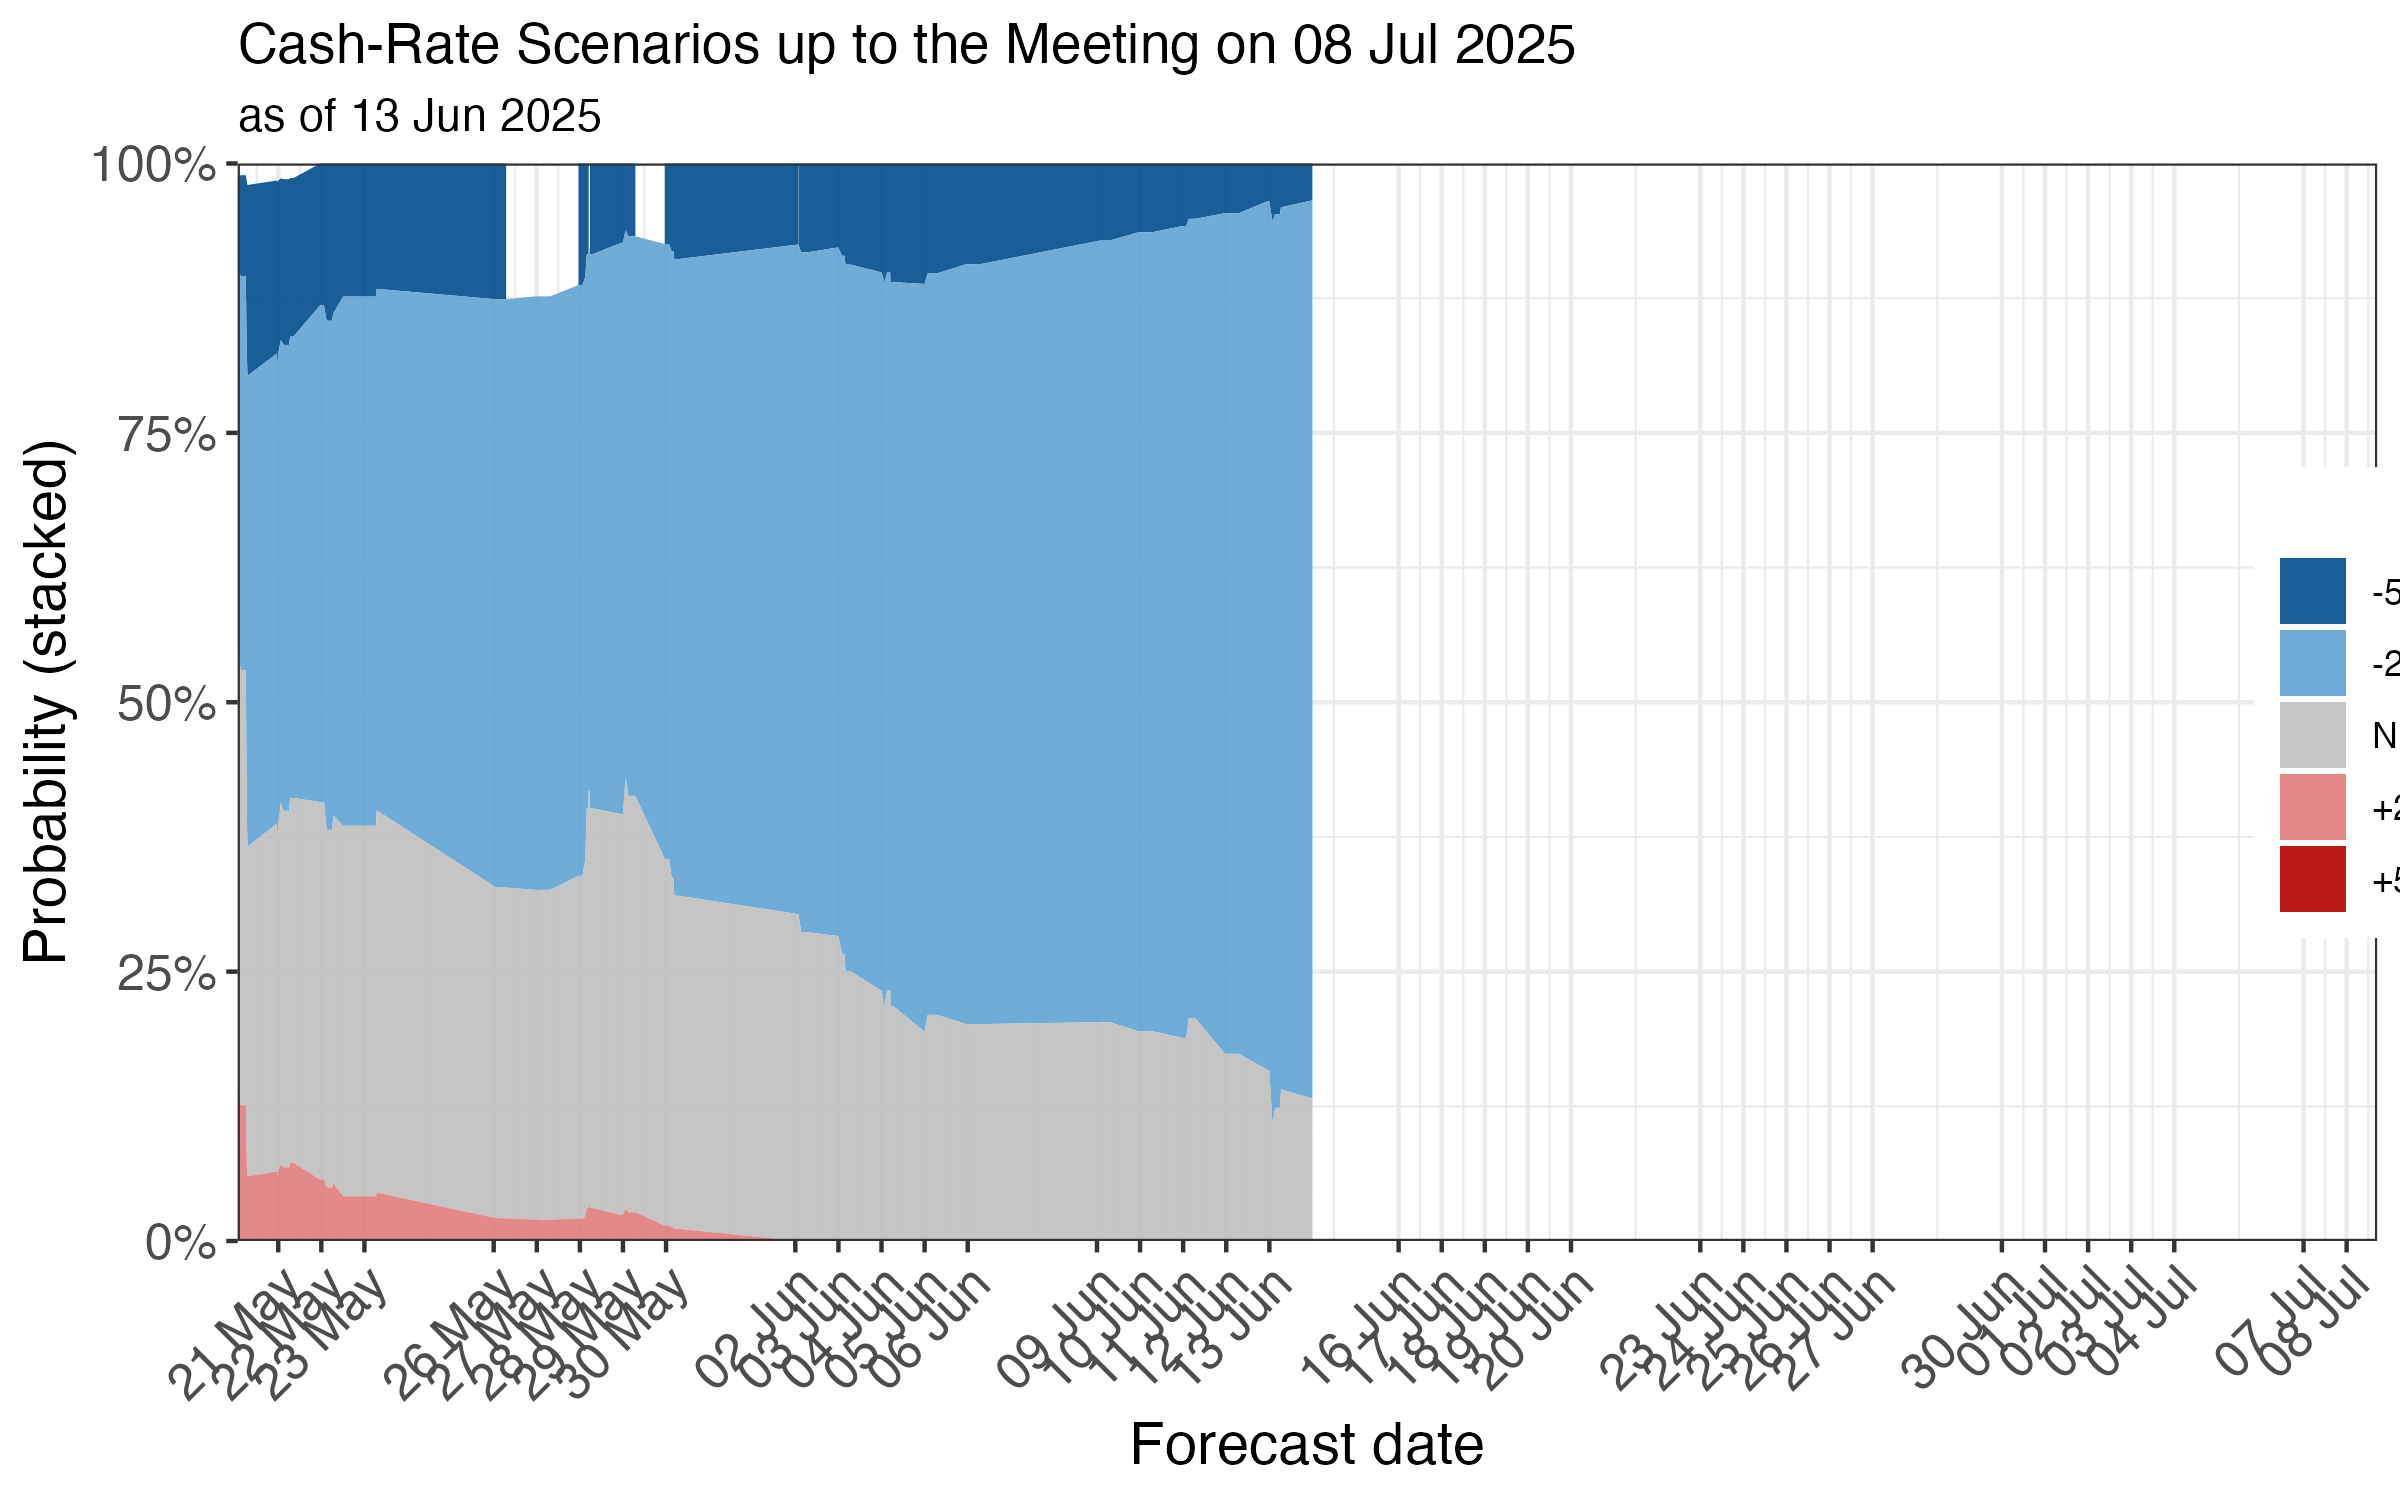 Cash-Rate Scenarios up to the Meeting on 08 Jul 2025
as of 13 Jun 2025
Probability (stacked)
100%
75%
50%
25%
0%
-5
-2
N
+2
+5
21 May
22 May
23 May
26 May
27 May
28 May
29 May
30 May
02 Jun
03 Jun
04 Jun
05 Jun
06 Jun
09 Jun
10 Jun
11 Jun
12 Jun
13 Jun
16 Jun
17 Jun
18 Jun
19 Jun
20 Jun
23 Jun
24 Jun
25 Jun
26 Jun
27 Jun
30 Jun
01 Jul
02 Jul
03 Jul
04 Jul
07 Jul
08 Jul
Forecast date